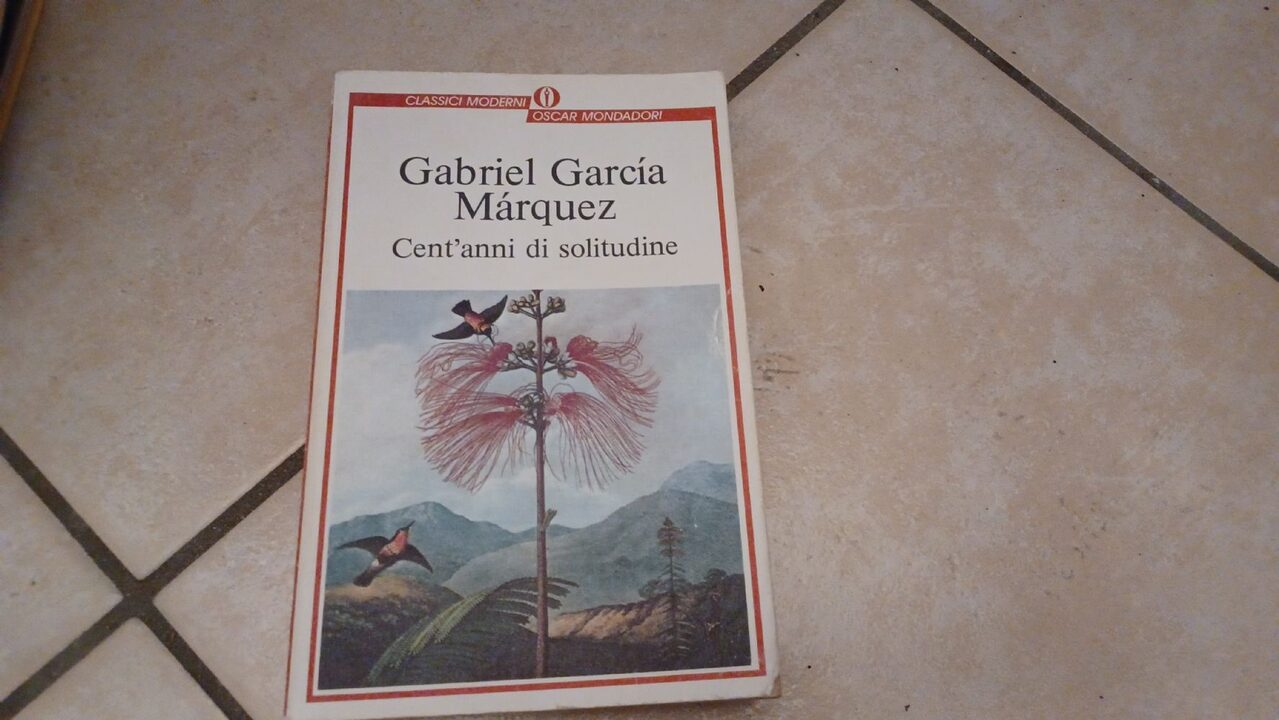 CLASSICI MODERNI
OSCAR MONDADORI
Gabriel García
Márquez
Cent'anni di solitudine